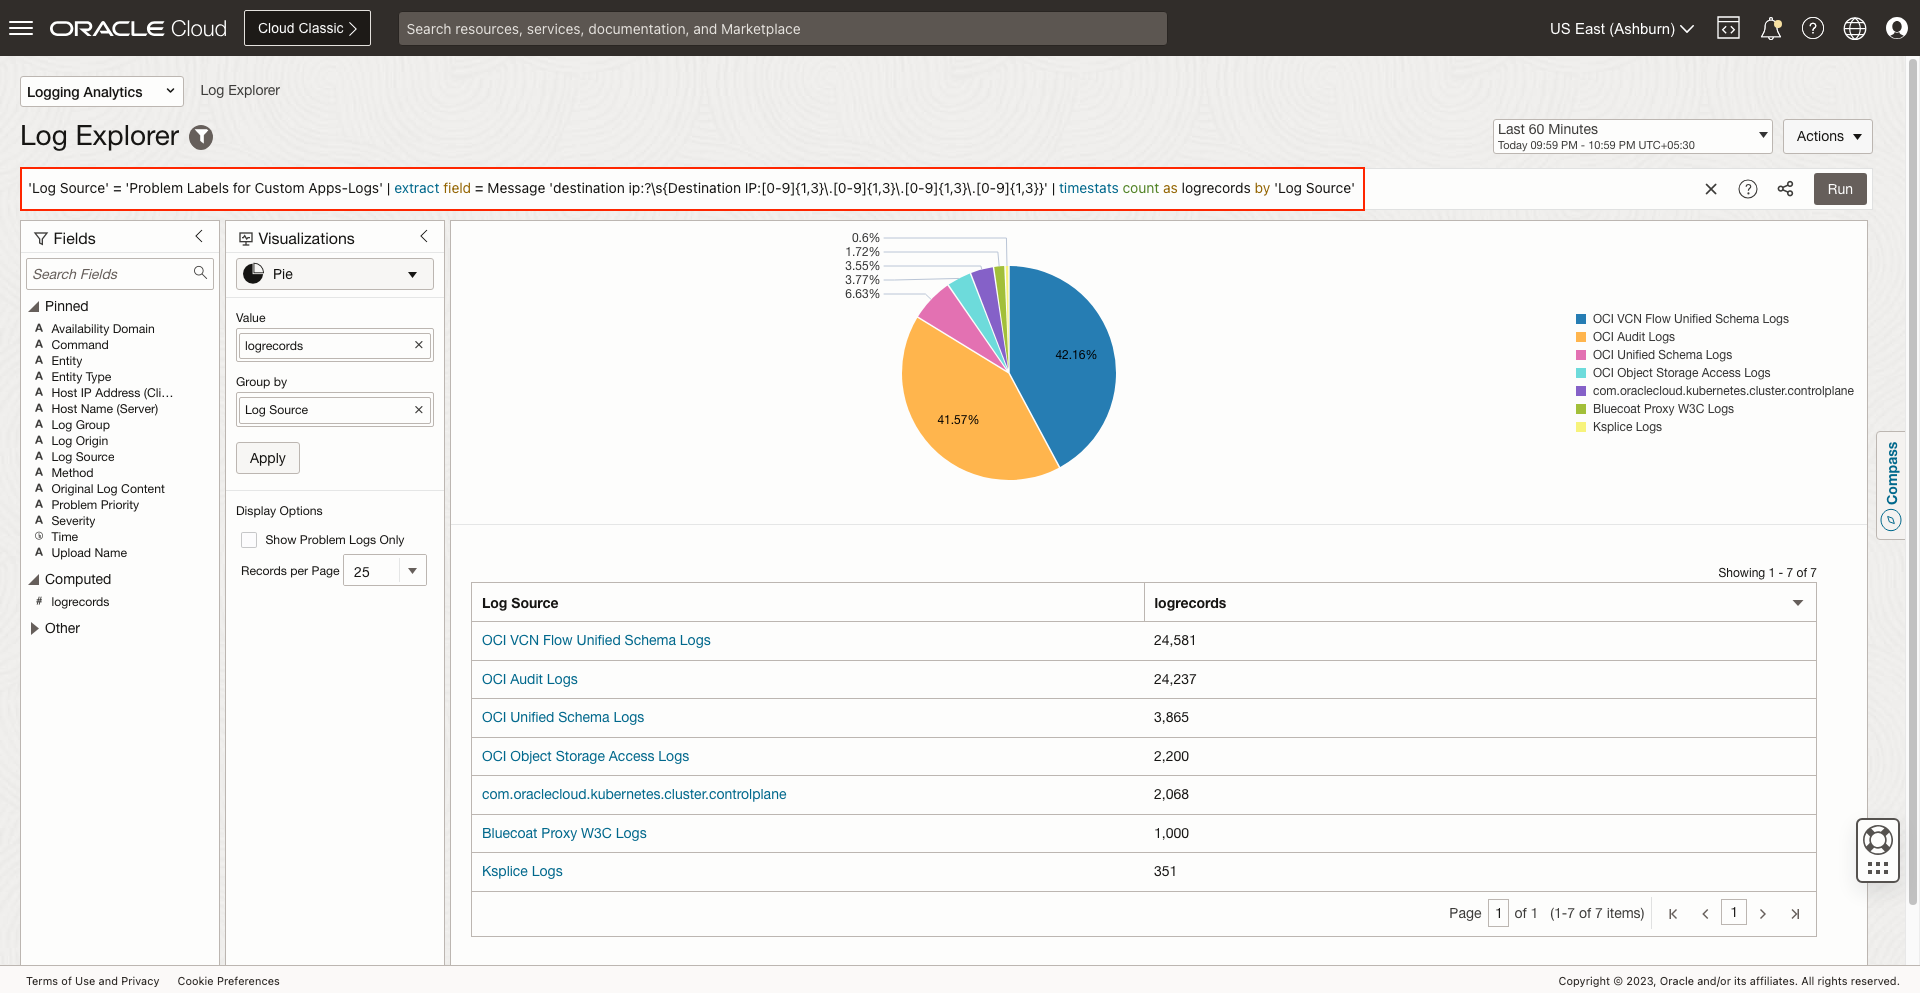 ORACLE Cloud
Cloud Classic
Search resources, services, documentation, and Marketplace
US East (Ashburn)
Logging Analytics
Log Explorer
Log Explorer
Last 60 Minutes
Today 09:59 PM - 10:59 PM UTC+05:30
Actions
'Log Source' = 'Problem Labels for Custom Apps-Logs' | extract field = Message 'destination ip:?\s{Destination IP:[0-9]{1,3}\.[0-9]{1,3}\.[0-9]{1,3}\.[0-9]{1,3}}' | timestats count as logrecords by 'Log Source'
Run
Fields
Search Fields
Pinned
A Availability Domain
A Command
A Entity
A Entity Type
A Host IP Address (Cli...
A Host Name (Server)
A Log Group
A Log Origin
A Log Source
A Method
A Original Log Content
A Problem Priority
A Severity
Time
A Upload Name
Computed
# logrecords
Other
Visualizations
Pie
Value
logrecords
Group by
Log Source
Apply
Display Options
Show Problem Logs Only
Records per Page 25
0.6%
1.72%
3.55%
3.77%
6.63%
42.16%
41.57%
OCI VCN Flow Unified Schema Logs
OCI Audit Logs
OCI Unified Schema Logs
OCI Object Storage Access Logs
com.oraclecloud.kubernetes.cluster.controlplane
Bluecoat Proxy W3C Logs
Ksplice Logs
Compass
Showing 1 - 7 of 7
Log Source logrecords
OCI VCN Flow Unified Schema Logs 24,581
OCI Audit Logs 24,237
OCI Unified Schema Logs 3,865
OCI Object Storage Access Logs 2,200
com.oraclecloud.kubernetes.cluster.controlplane 2,068
Bluecoat Proxy W3C Logs 1,000
Ksplice Logs 351
Page 1 of 1 (1-7 of 7 items) 1
Terms of Use and Privacy Cookie Preferences
Copyright © 2023, Oracle and/or its affiliates. All rights reserved.